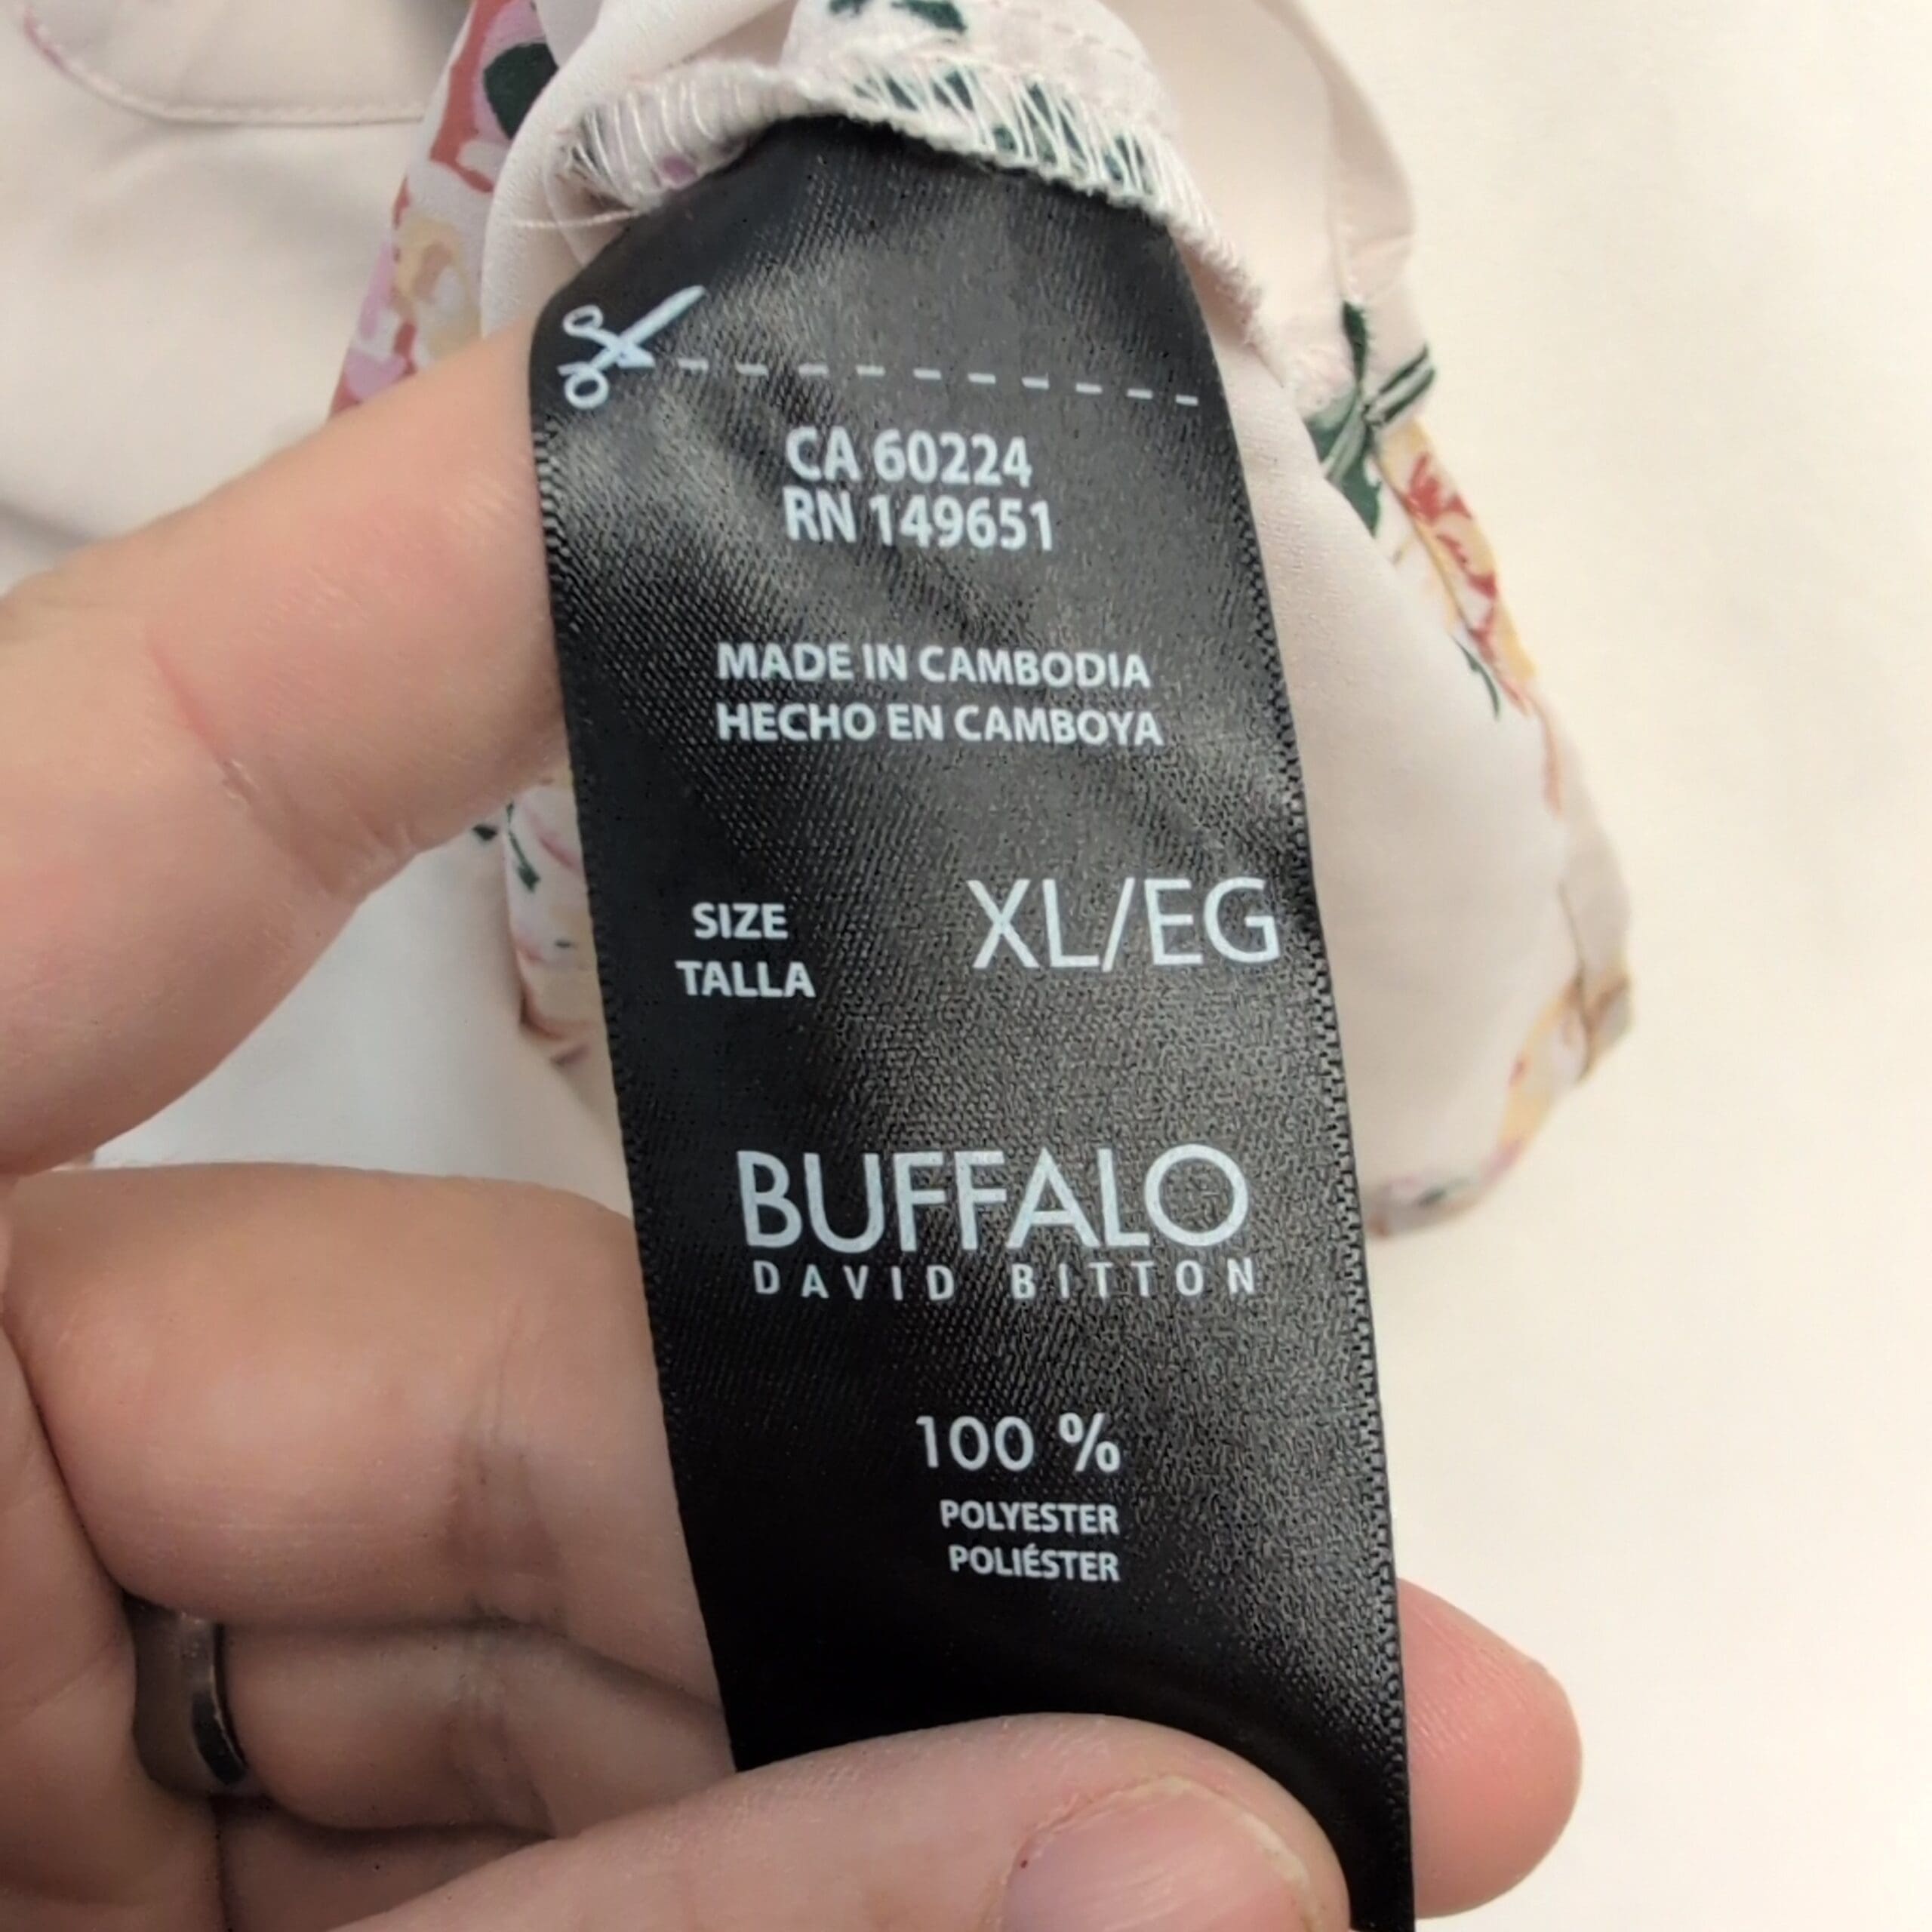 CA 60224
RN 149651
MADE IN CAMBODIA
HECHO EN CAMBOYA
SIZE XL/EG
TALLA
BUFFALO
DAVID BITTON
100 %
POLYESTER
POLIÉSTER